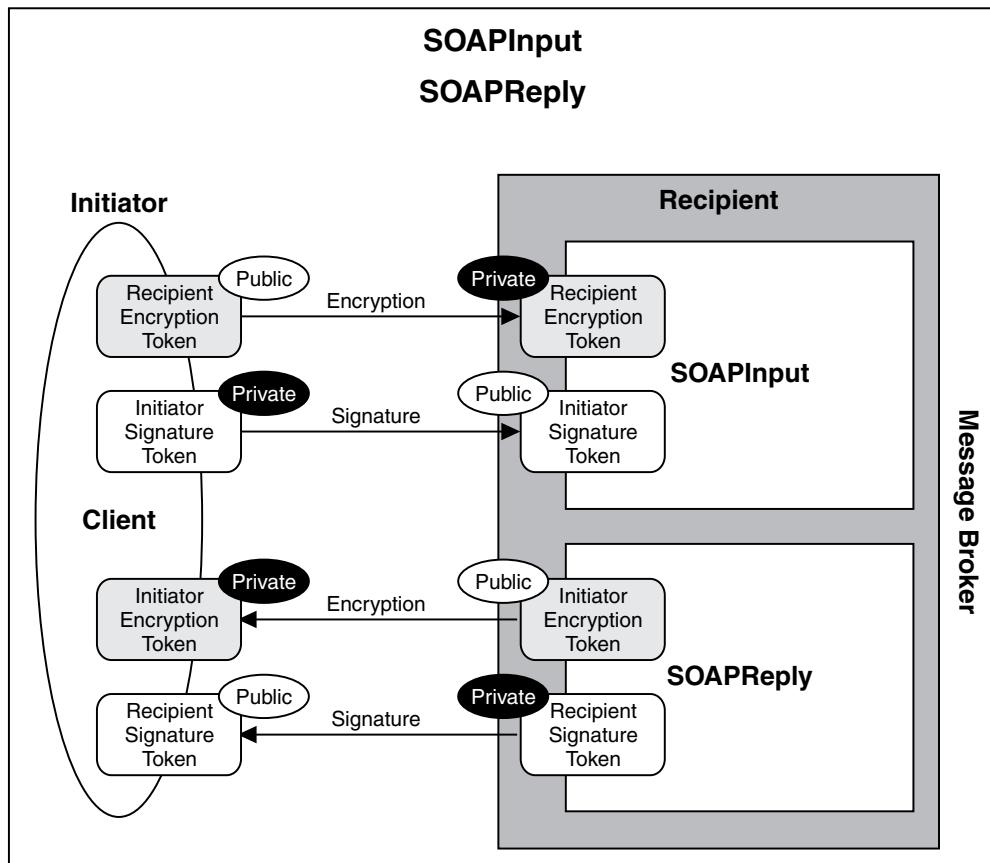 SOAPInput
SOAPReply
Initiator
Recipient
Public
Recipient
Encryption
Token
Encryption
Private
Recipient
Encryption
Token
SOAPInput
Private
Initiator
Signature
Token
Signature
Public
Initiator
Signature
Token
Client
Message Broker
Private
Initiator
Encryption
Token
Encryption
Public
Initiator
Encryption
Token
SOAPReply
Public
Recipient
Signature
Token
Signature
Private
Recipient
Signature
Token